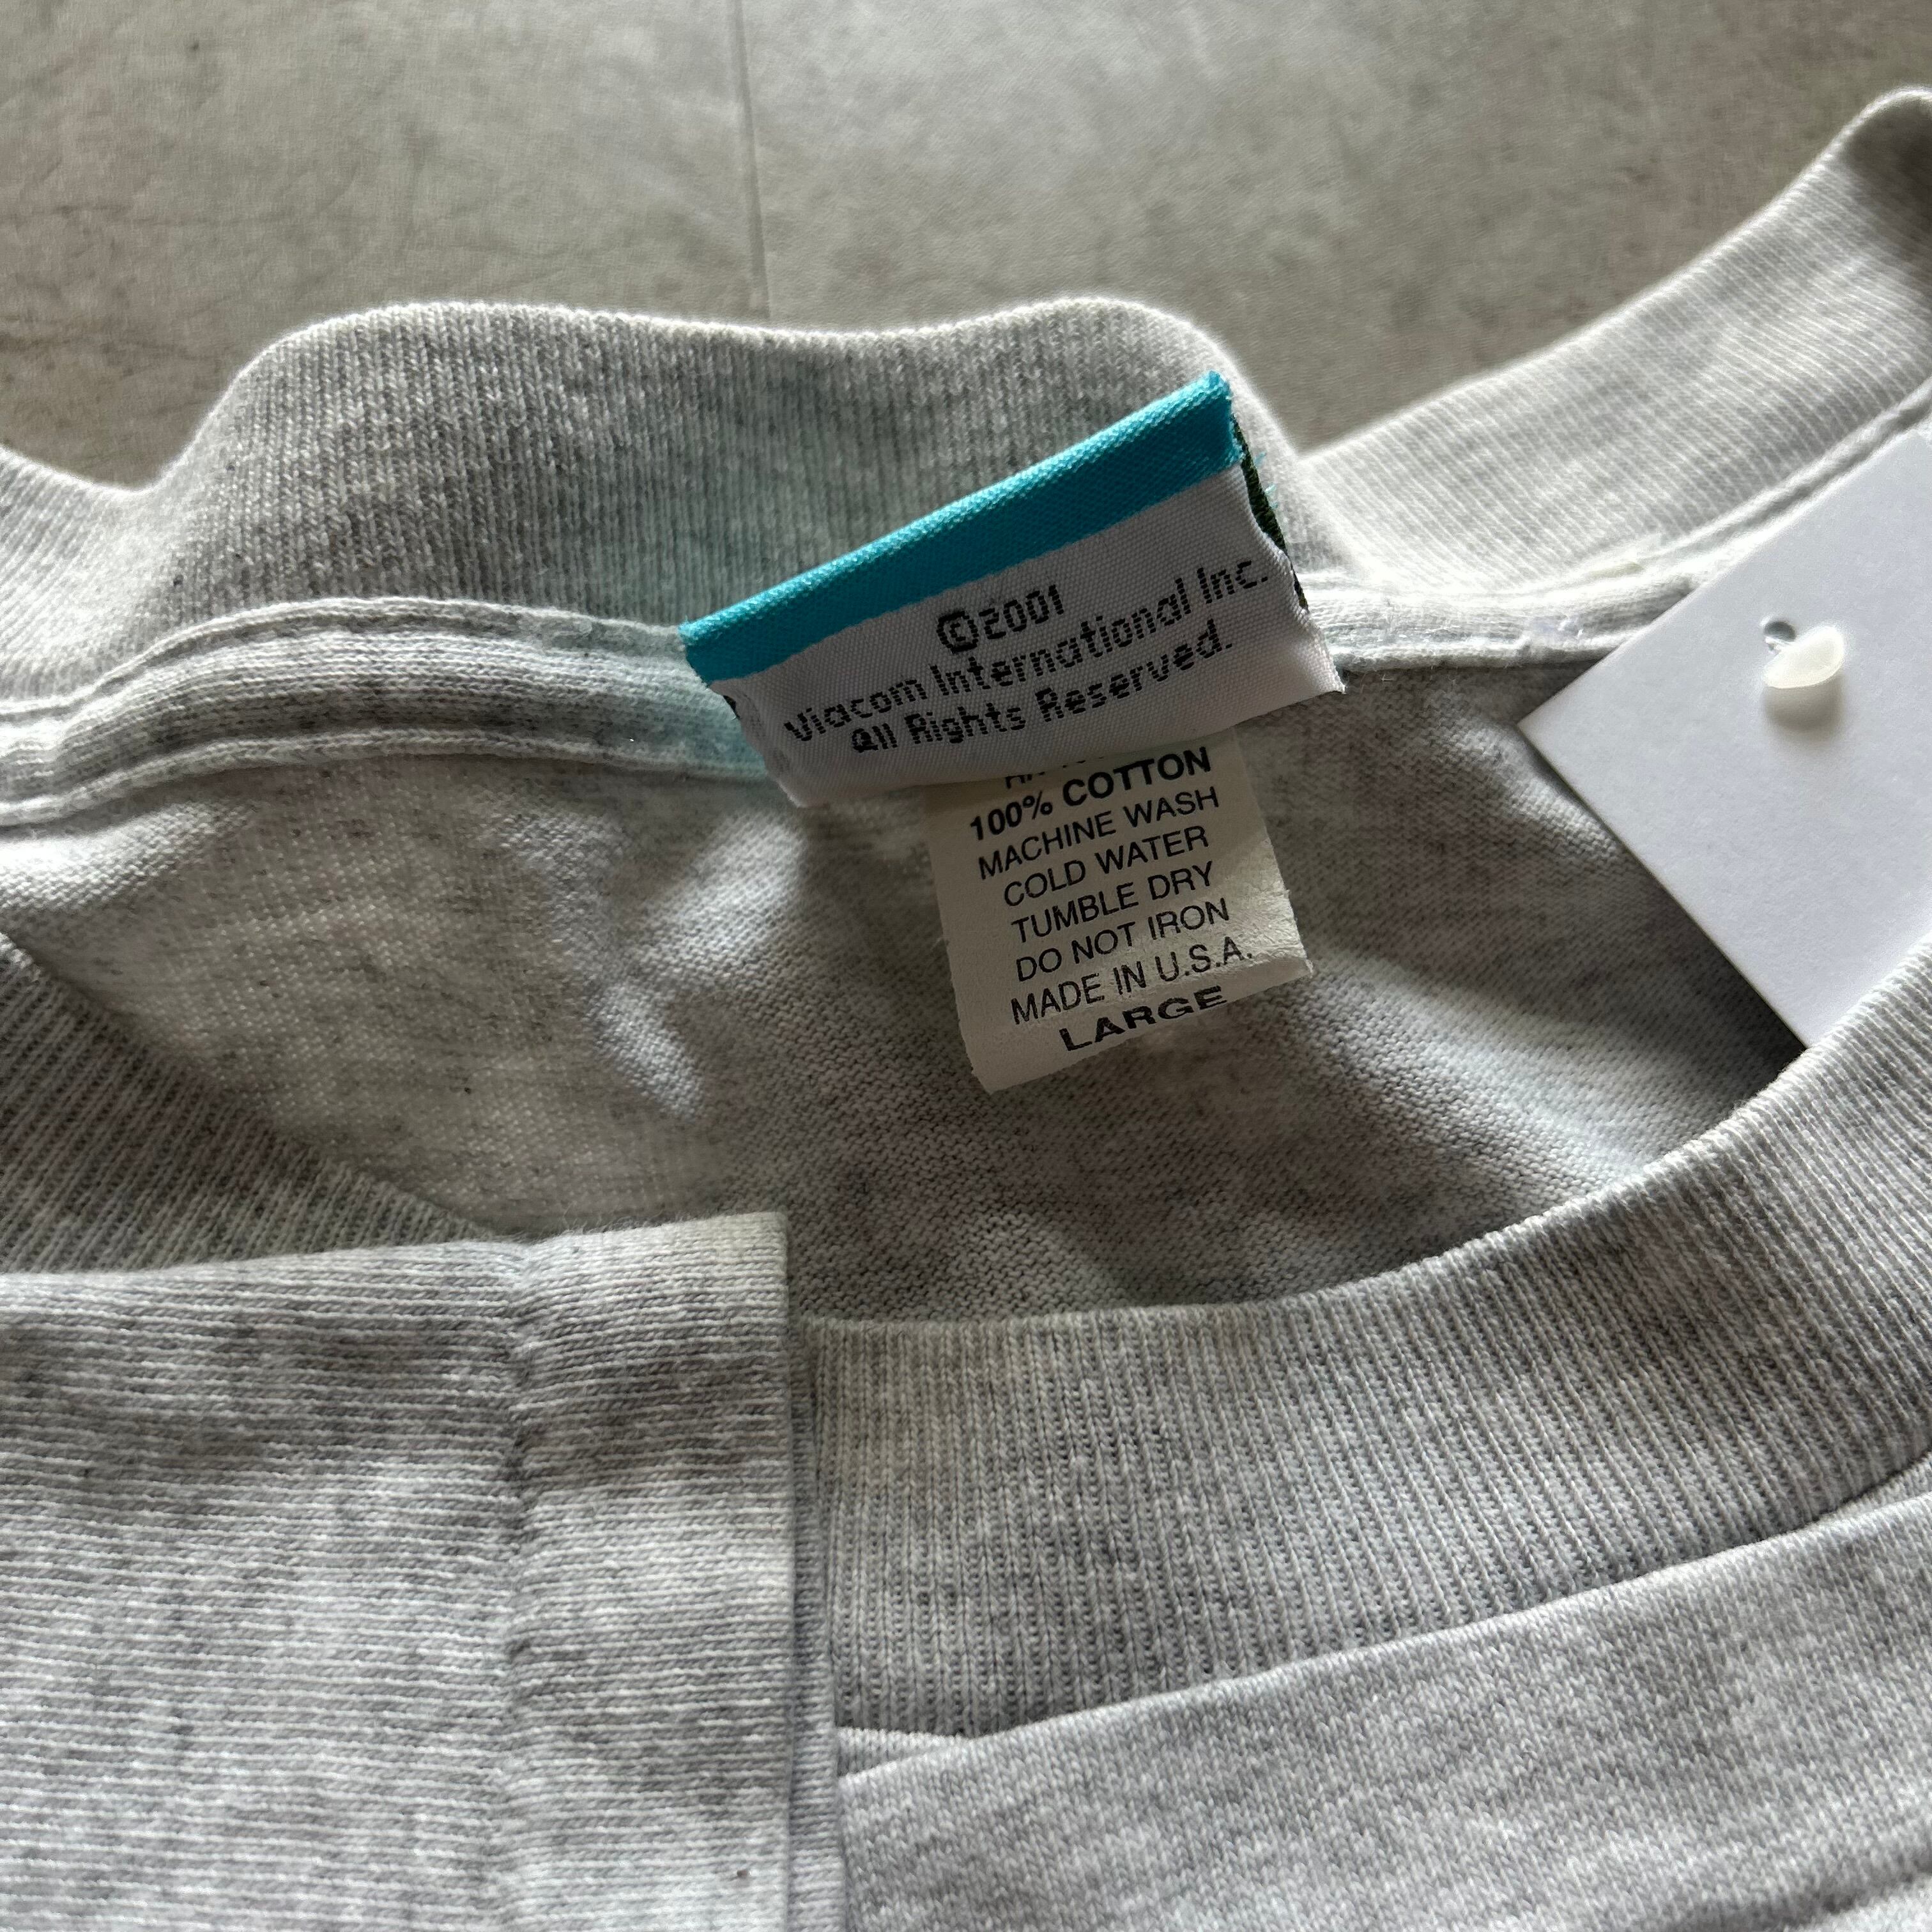 ©2001
Viacom International Inc.
All Rights Reserved.
100% COTTON
MACHINE WASH
COLD WATER
TUMBLE DRY
DO NOT IRON
MADE IN U.S.A.
LARGE